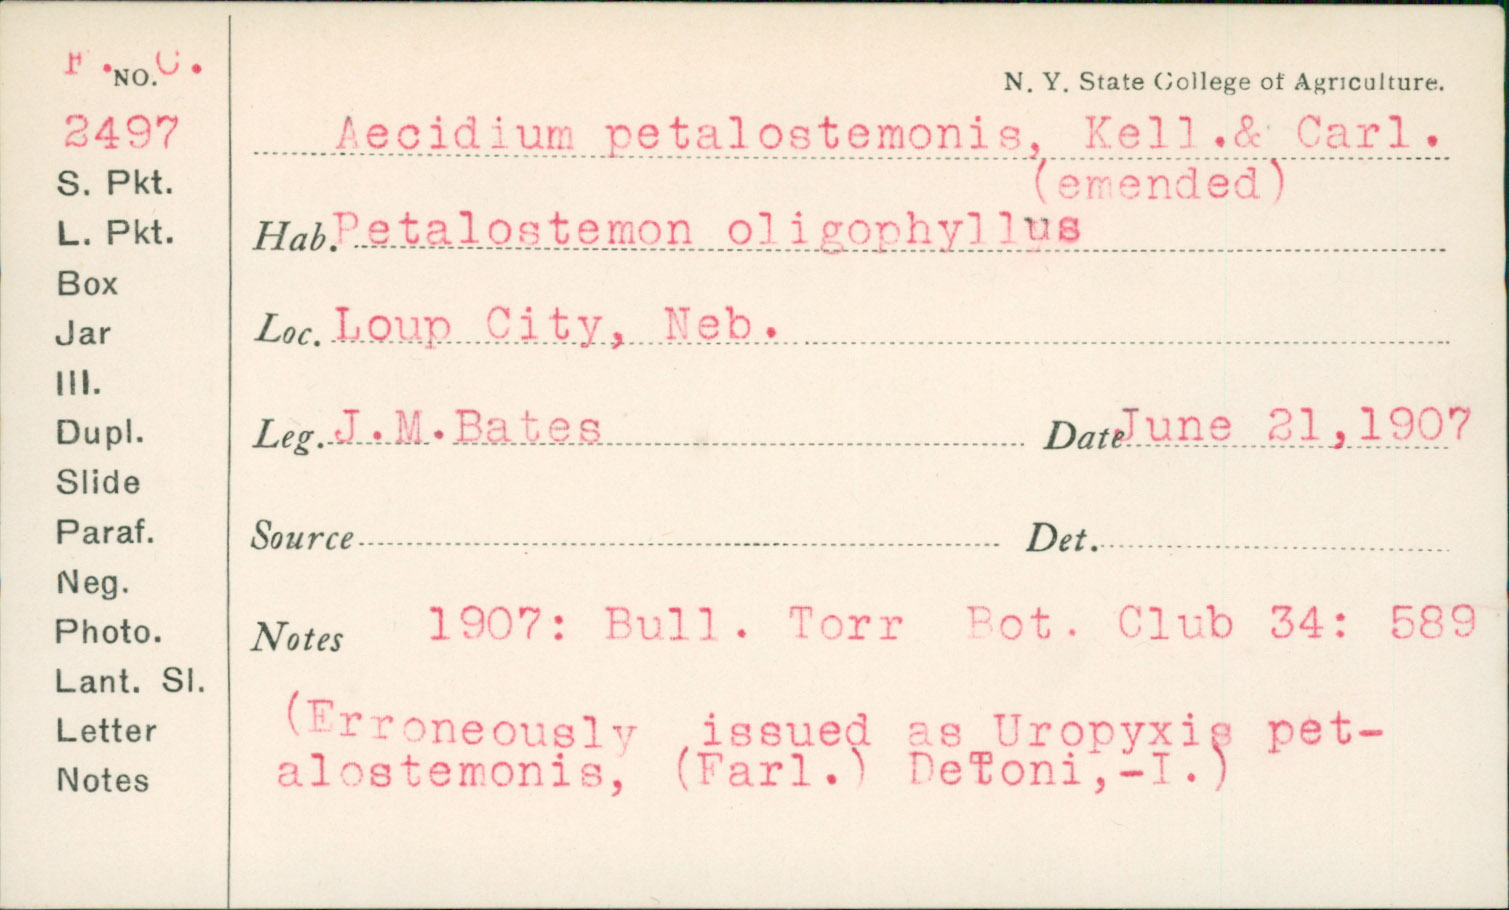 F. NO. C.
N. Y. State College of Agriculture.
2497
Aecidium petalostemonis, Kell.& Carl.
(emended)
S. Pkt.
L. Pkt.
Box
Jar
Ill.
Dupl.
Slide
Paraf.
Neg.
Photo.
Lant. Sl.
Letter
Notes
Hab. Petalostemon oligophyllus
Loc. Loup City, Neb.
Leg. J.M.Bates Date June 21,1907
Source Det.
Notes 1907: Bull. Torr Bot. Club 34: 589
(Erroneously issued as Uropyxis pet-
alostemonis, (Farl.) DeToni,-I.)